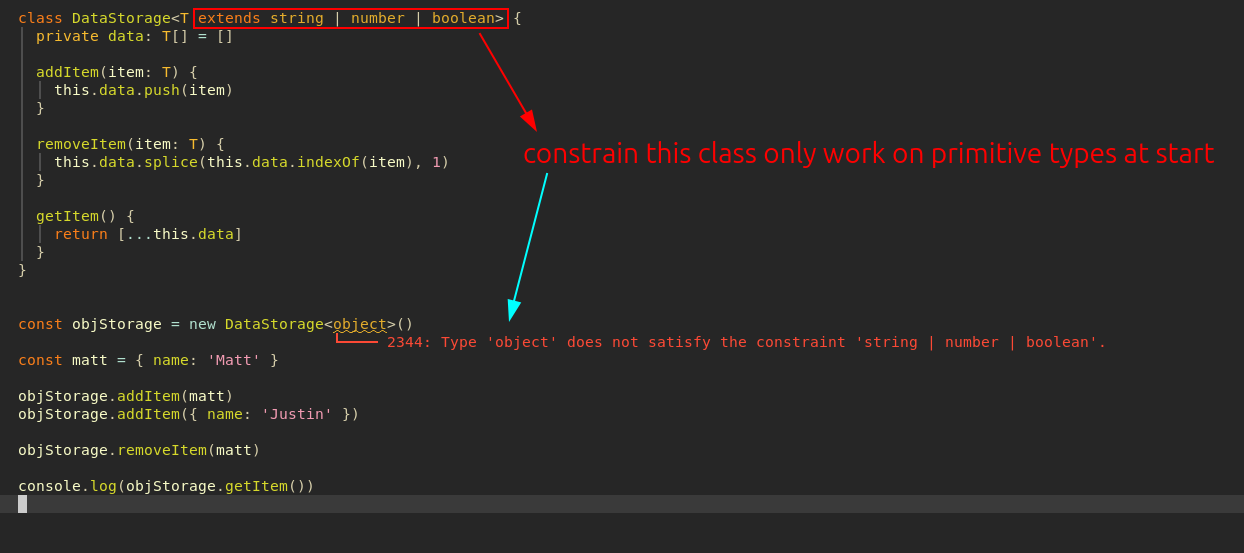 class DataStorage<T extends string | number | boolean> {
private data: T[] = []
addItem(item: T) {
this.data.push(item)
}
removeItem(item: T) {
this.data.splice(this.data.indexOf(item), 1)
}
constrain this class only work on primitive types at start
getItem() {
return [...this.data]
}
}
const objStorage = new DataStorage<object>()
2344: Type 'object' does not satisfy the constraint 'string | number | boolean'.
const matt = { name: 'Matt' }
objStorage.addItem(matt)
objStorage.addItem({ name: 'Justin' })
objStorage.removeItem(matt)
console.log(objStorage.getItem())